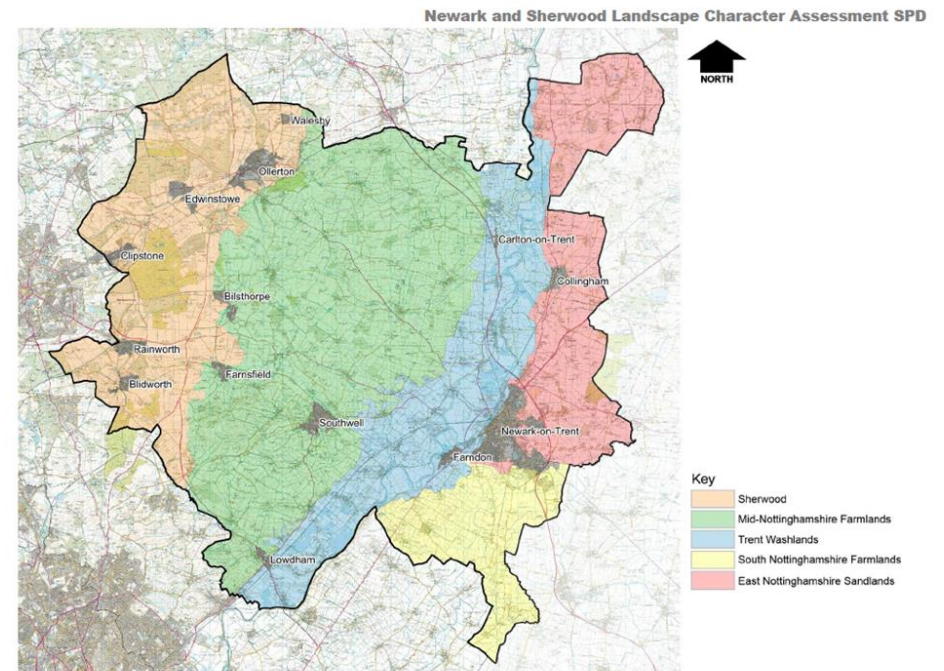 Newark and Sherwood Landscape Character Assessment SPD
NORTH
Walesby
Ollerton
Edwinstowe
Carlton-on-Trent
Clipstone
Collingham
Bilsthorpe
Rainworth
Farnsfield
Blidworth
Southwell
Newark-on-Trent
Farndon
Lowdham
Key
Sherwood
Mid-Nottinghamshire Farmlands
Trent Washlands
South Nottinghamshire Farmlands
East Nottinghamshire Sandlands